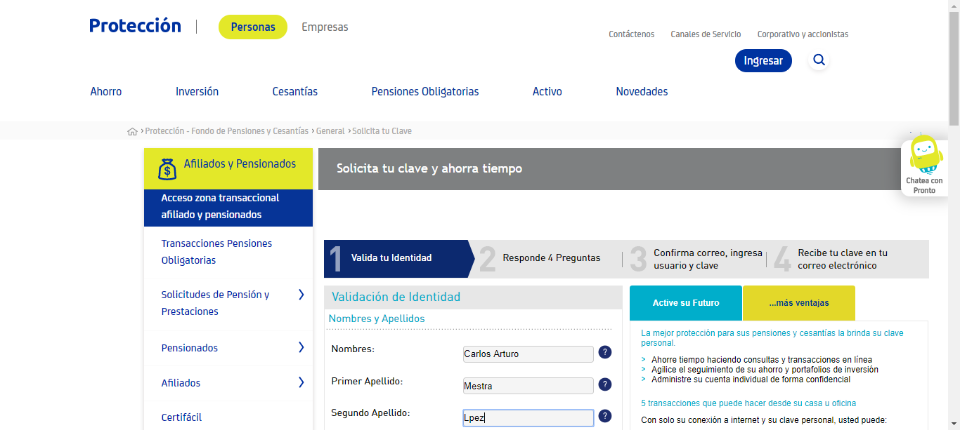 Protección
Personas
Empresas
Contáctenos
Canales de Servicio
Corporativo y accionistas
Ingresar
Ahorro
Inversión
Cesantías
Pensiones Obligatorias
Activo
Novedades
Protección - Fondo de Pensiones y Cesantías › General › Solicita tu Clave
Afiliados y Pensionados
Acceso zona transaccional
afiliado y pensionados
Transacciones Pensiones
Obligatorias
Solicitudes de Pensión y
Prestaciones
Pensionados
Afiliados
Certifácil
Solicita tu clave y ahorra tiempo
Chatea con
Pronto
1 Valida tu Identidad
2 Responde 4 Preguntas
3 Confirma correo, ingresa
usuario y clave
4 Recibe tu clave en tu
correo electrónico
Validación de Identidad
Nombres y Apellidos
Nombres:
Carlos Arturo
?
Primer Apellido:
Mestra
?
Segundo Apellido:
Lpez
?
Active su Futuro
...más ventajas
La mejor protección para sus pensiones y cesantías la brinda su clave
personal.
> Ahorre tiempo haciendo consultas y transacciones en línea
> Agilice el seguimiento de su ahorro y portafolios de inversión
> Administre su cuenta individual de forma confidencial
5 transacciones que puede hacer desde su casa u oficina
Con solo su conexión a internet y su clave personal, usted puede: